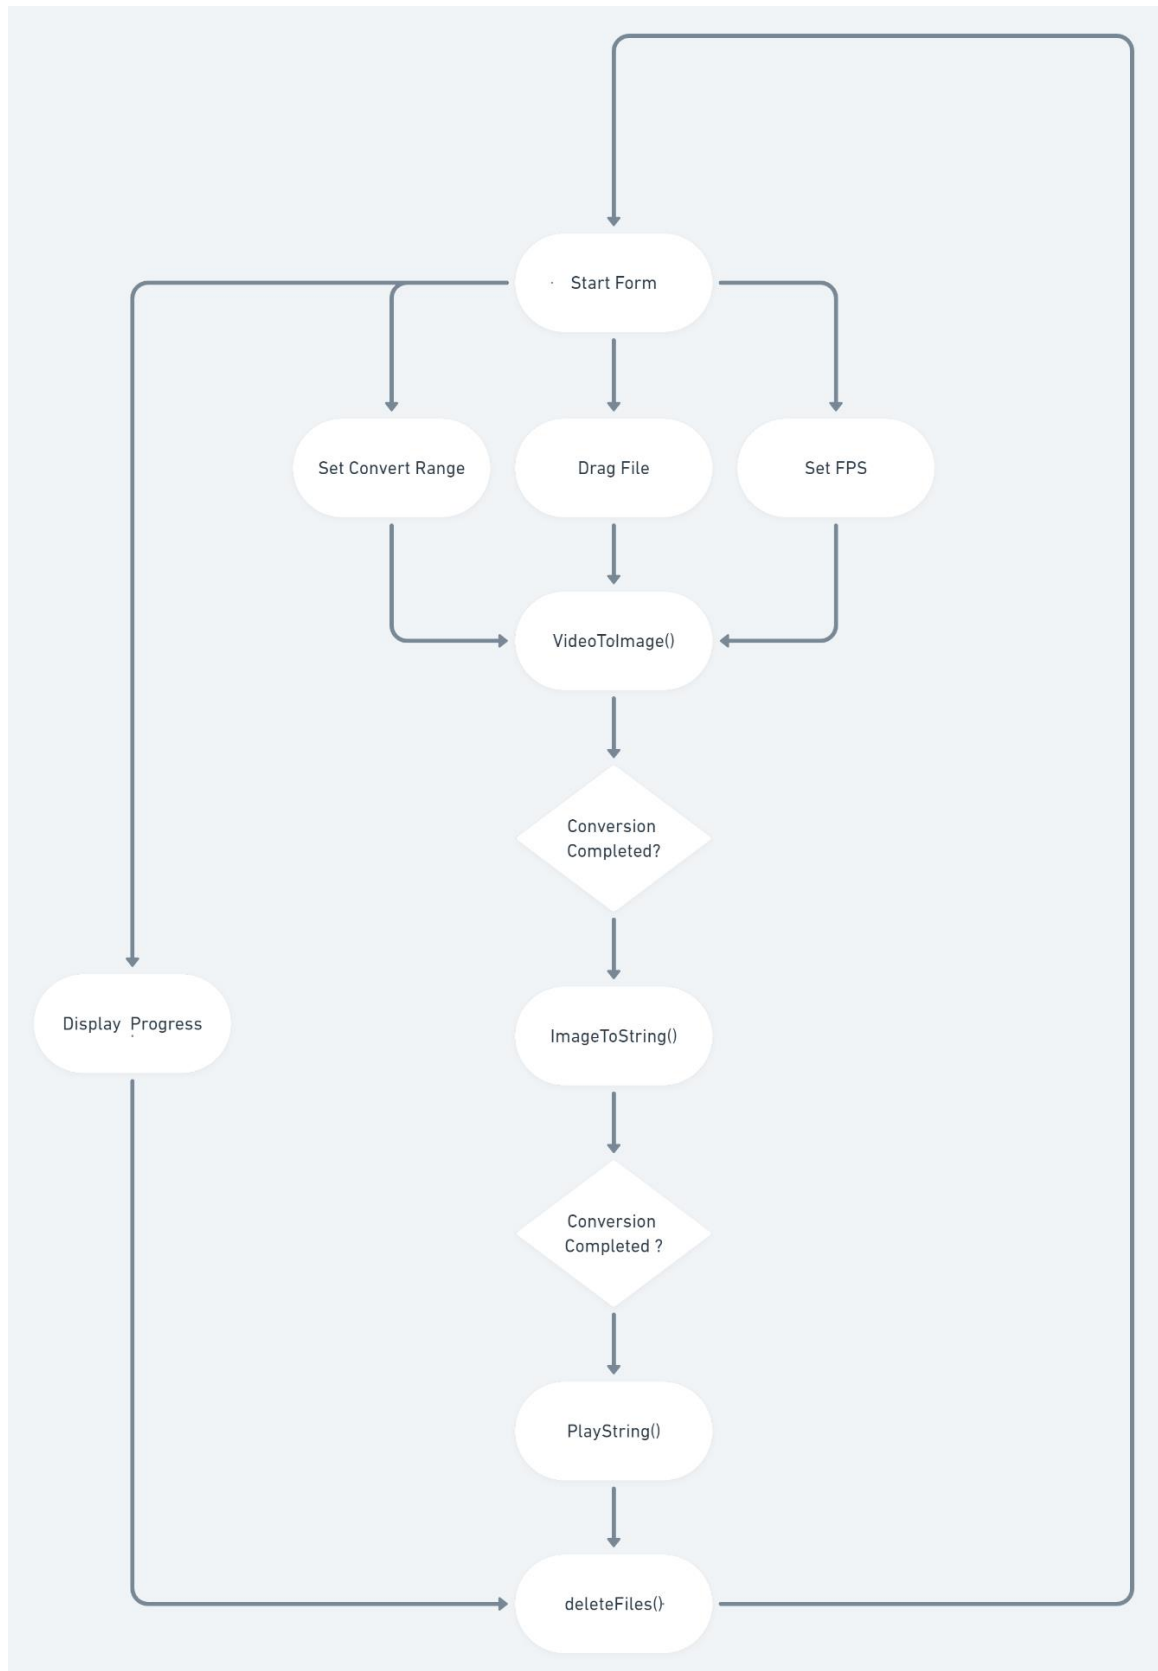 Start Form
Set Convert Range
Drag File
Set FPS
VideoToImage()
Conversion
Completed?
Display Progress
ImageToString()
Conversion
Completed ?
PlayString()
deleteFiles()